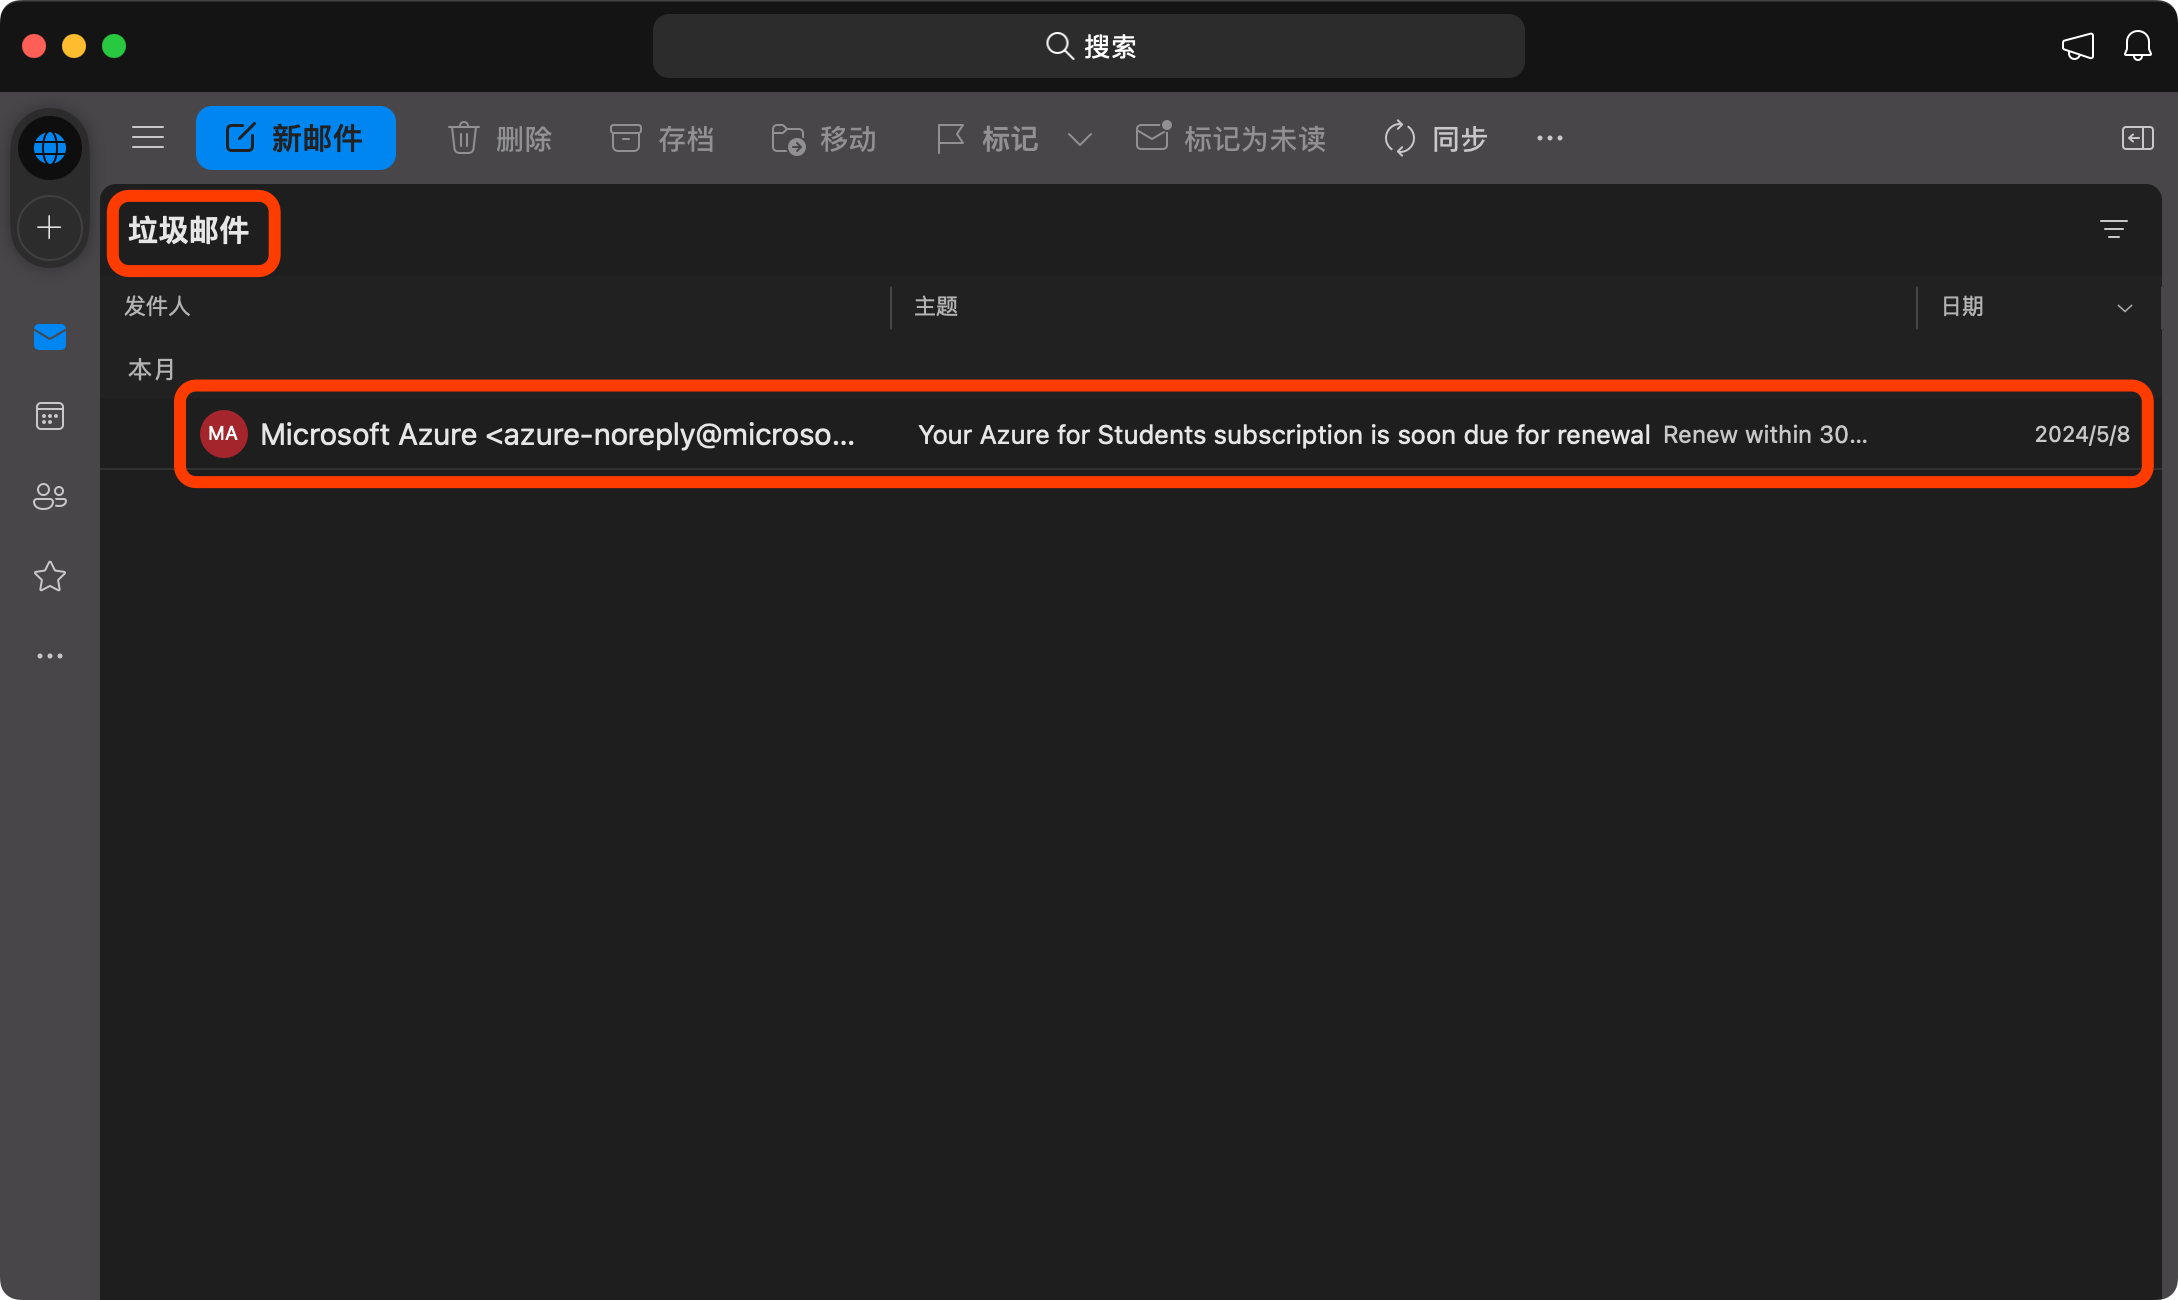 搜索
新邮件 删除 存档 移动 标记 标记为未读 同步
垃圾邮件
发件人 主题 日期
本月
MA Microsoft Azure <azure-noreply@microso... Your Azure for Students subscription is soon due for renewal Renew within 30... 2024/5/8